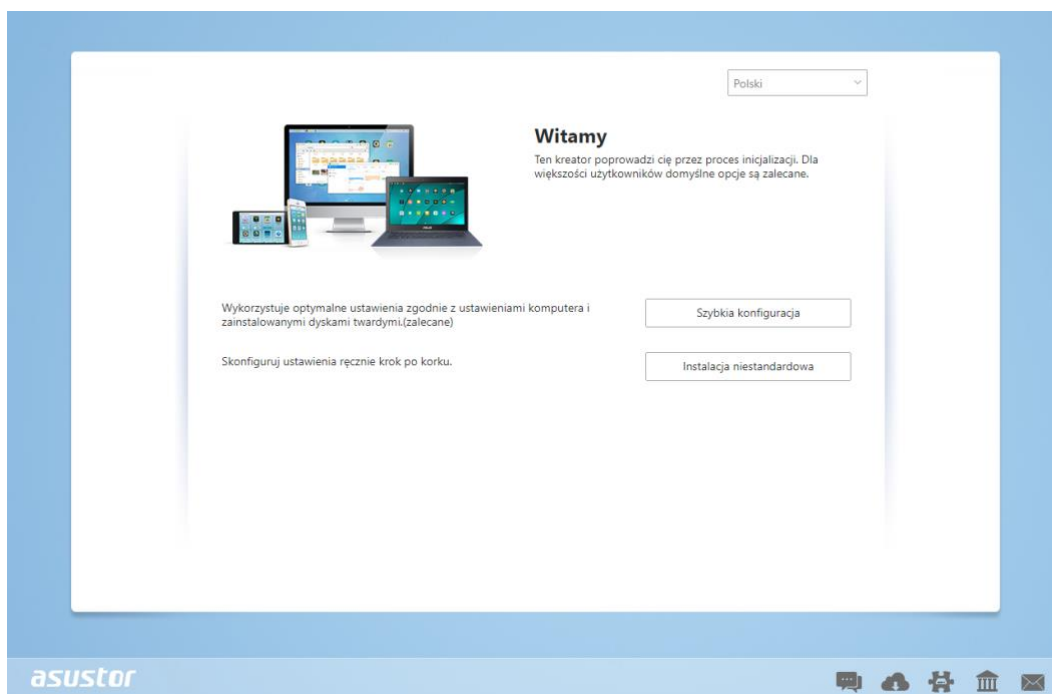 Polski
Witamy
Ten kreator poprowadzi cię przez proces inicjalizacji. Dla
większości użytkowników domyślne opcje są zalecane.
Wykorzystuje optymalne ustawienia zgodnie z ustawieniami komputera i
zainstalowanymi dyskami twardymi.(zalecane)
Szybkia konfiguracja
Skonfiguruj ustawienia ręcznie krok po korku.
Instalacja niestandardowa
asustor